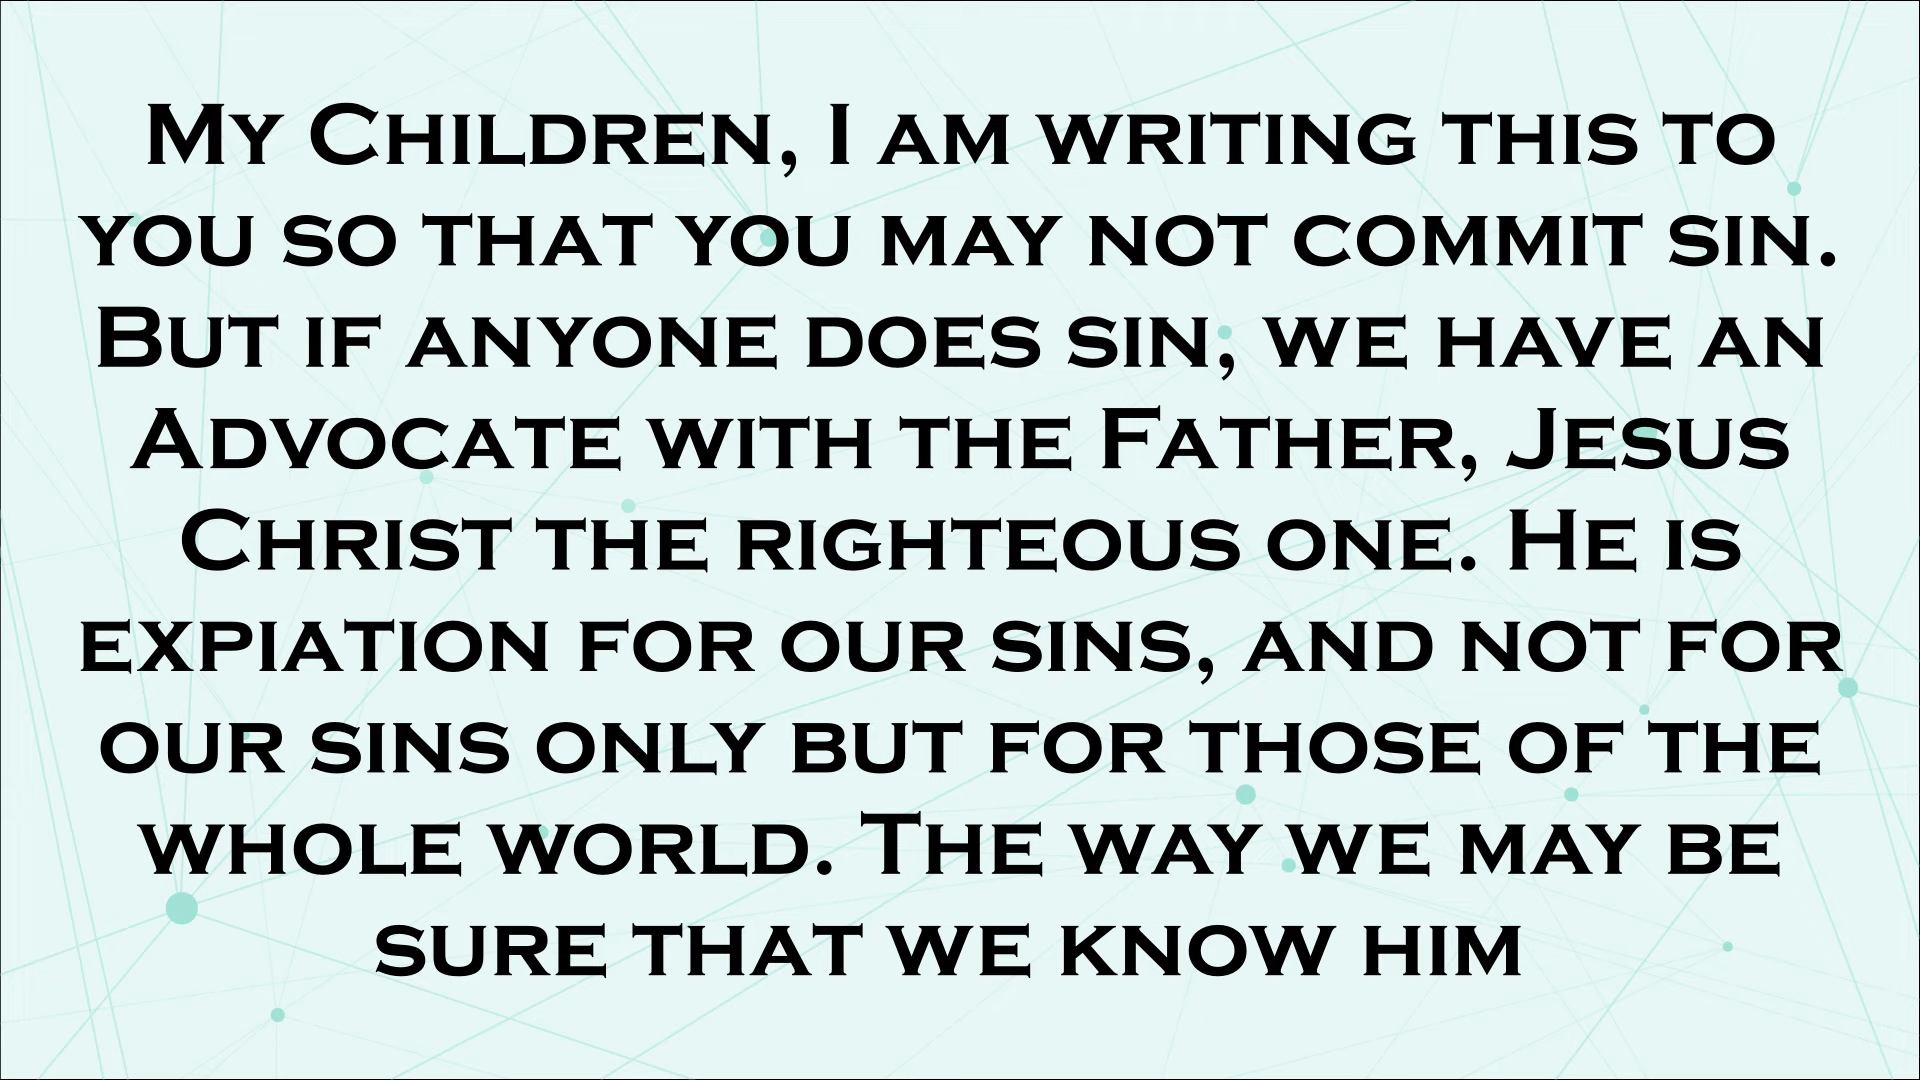 My Children, I am writing this to
you so that you may not commit sin.
But if anyone does sin, we have an
Advocate with the Father, Jesus
Christ the righteous one. He is
expiation for our sins, and not for
our sins only but for those of the
whole world. The way we may be
sure that we know him